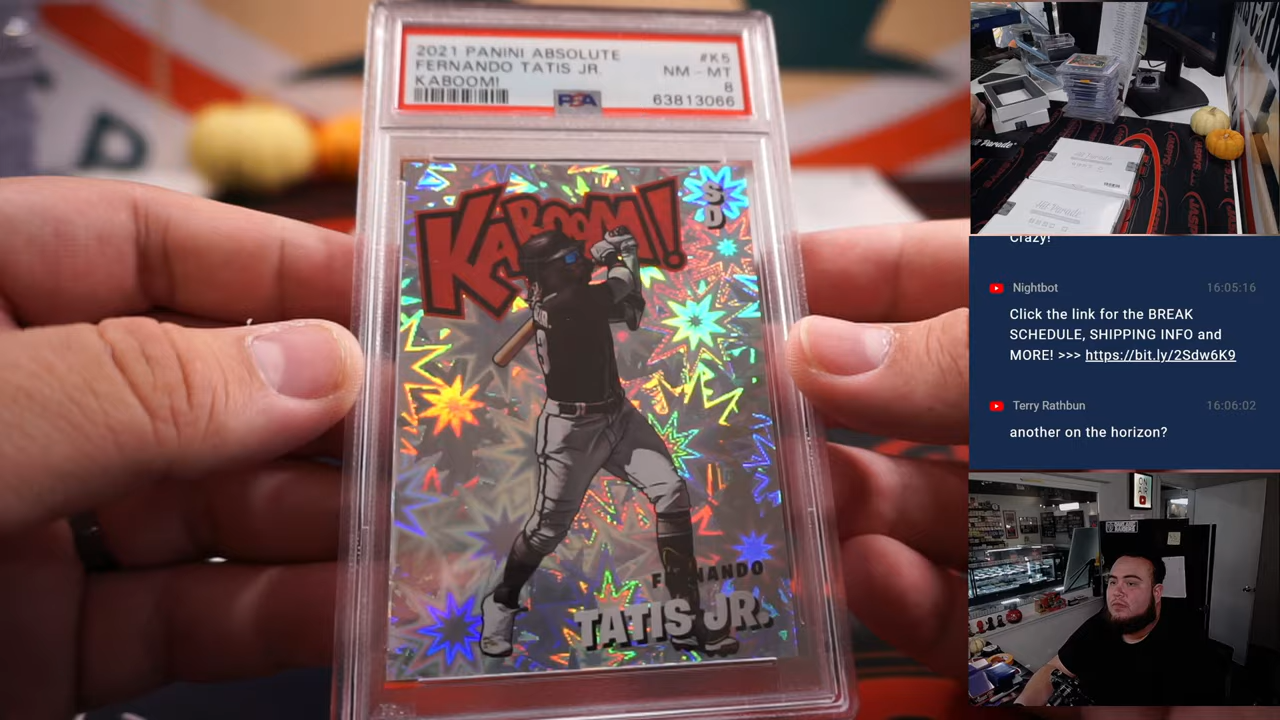 2021 PANINI ABSOLUTE #K5
FERNANDO TATIS JR. NM - MT
KABOOM! 8
PSA 63813066
KABOOM!
SD
FERNANDO
TATIS JR.
Crazy!
Nightbot 16:05:16
Click the link for the BREAK
SCHEDULE, SHIPPING INFO and
MORE! >>> https://bit.ly/2Sdw6K9
Terry Rathbun 16:06:02
another on the horizon?
ON
AIR